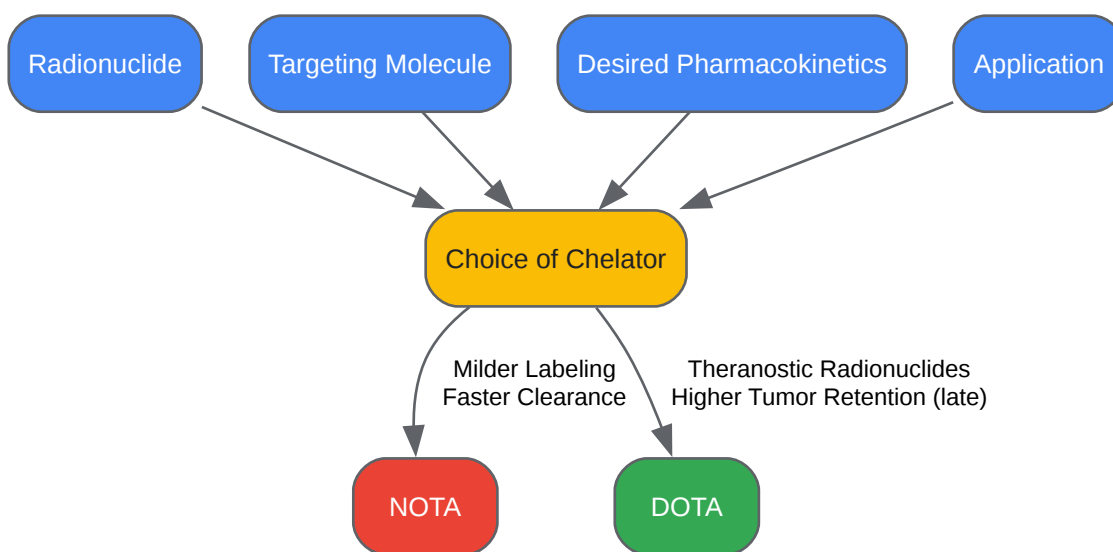 Radionuclide
Targeting Molecule
Desired Pharmacokinetics
Application
Choice of Chelator
Milder Labeling
Faster Clearance
Theranostic Radionuclides
Higher Tumor Retention (late)
NOTA
DOTA